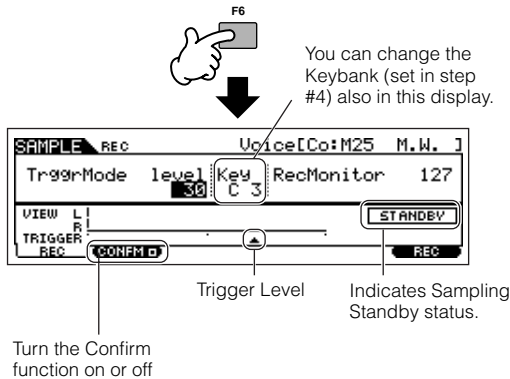 F6
You can change the
Keybank (set in step
#4) also in this display.
SAMPLE REC Voice[Co:M25 M.W. ]
TrggrMode level Key RecMonitor 127
30 C 3
VIEW L
R
STANDBY
TRIGGER
REC CONFM REC
Trigger Level
Indicates Sampling
Standby status.
Turn the Confirm
function on or off